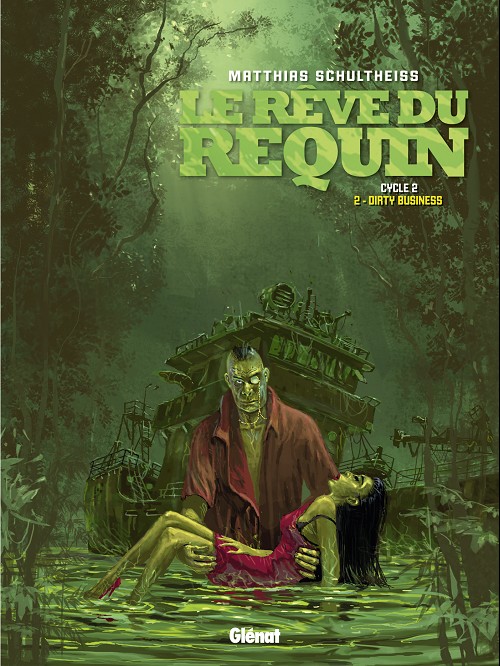 MATTHIAS SCHULTHEISS
LE RÊVE DU
REQUIN
CYCLE 2
2 - DIRTY BUSINESS
Glénat